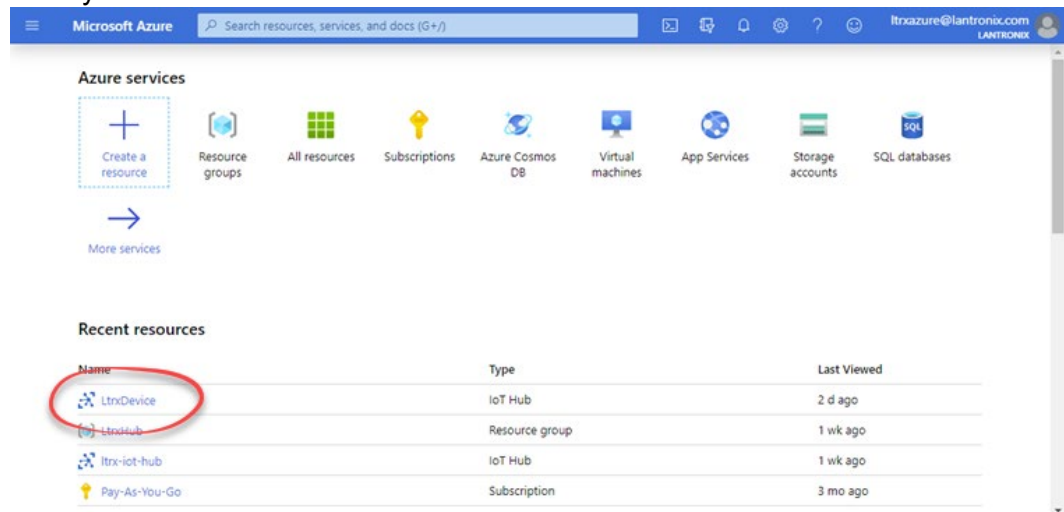 Microsoft Azure
Search resources, services, and docs (G+/)
ltrxazure@lantronix.com
LANTRONIX
Azure services
Create a resource
Resource groups
All resources
Subscriptions
Azure Cosmos DB
Virtual machines
App Services
Storage accounts
SQL databases
More services
Recent resources
Name Type Last Viewed
LtrxDevice IoT Hub 2 d ago
LtrxHub Resource group 1 wk ago
ltrx-iot-hub IoT Hub 1 wk ago
Pay-As-You-Go Subscription 3 mo ago